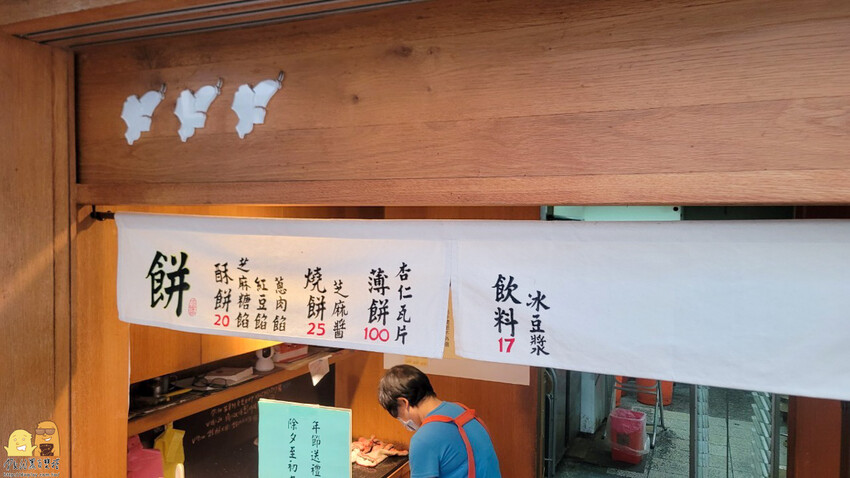 餅
酥餅
20
芝麻糖餡
紅豆餡
蔥肉餡
燒餅
25
芝麻醬
薄餅
100
杏仁瓦片
飲料
17
冰豆漿
年節送禮
除夕至初